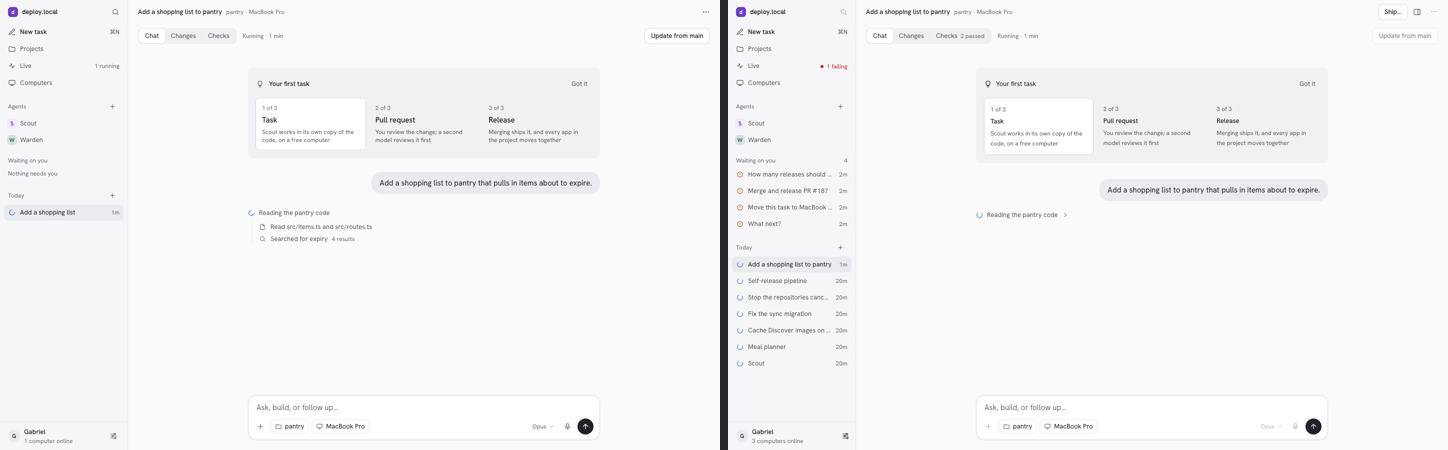 d deploy.local
New task ⌘N
Projects
Live 1 running
Computers
Agents
S Scout
W Warden
Waiting on you
Nothing needs you
Today
Add a shopping list 1m
G Gabriel
1 computer online
Add a shopping list to pantry pantry · MacBook Pro
Chat Changes Checks Running · 1 min Update from main
Your first task Got it
1 of 3
Task
Scout works in its own copy of the
code, on a free computer
2 of 3
Pull request
You review the change; a second
model reviews it first
3 of 3
Release
Merging ships it, and every app in
the project moves together
Add a shopping list to pantry that pulls in items about to expire.
Reading the pantry code
Read src/items.ts and src/routes.ts
Searched for expiry 4 results
Ask, build, or follow up...
pantry MacBook Pro Opus
d deploy.local
New task ⌘N
Projects
Live 1 failing
Computers
Agents
S Scout
W Warden
Waiting on you 4
How many releases should ... 2m
Merge and release PR #18? 2m
Move this task to MacBook ... 2m
What next? 2m
Today
Add a shopping list to pantry 1m
Self-release pipeline 20m
Stop the repositories canc... 20m
Fix the sync migration 20m
Cache Discover images on ... 20m
Meal planner 20m
Scout 20m
G Gabriel
3 computers online
Add a shopping list to pantry pantry · MacBook Pro Ship...
Chat Changes Checks 2 passed Running · 1 min Update from main
Your first task Got it
1 of 3
Task
Scout works in its own copy of the
code, on a free computer
2 of 3
Pull request
You review the change; a second
model reviews it first
3 of 3
Release
Merging ships it, and every app in
the project moves together
Add a shopping list to pantry that pulls in items about to expire.
Reading the pantry code
Ask, build, or follow up...
pantry MacBook Pro Opus